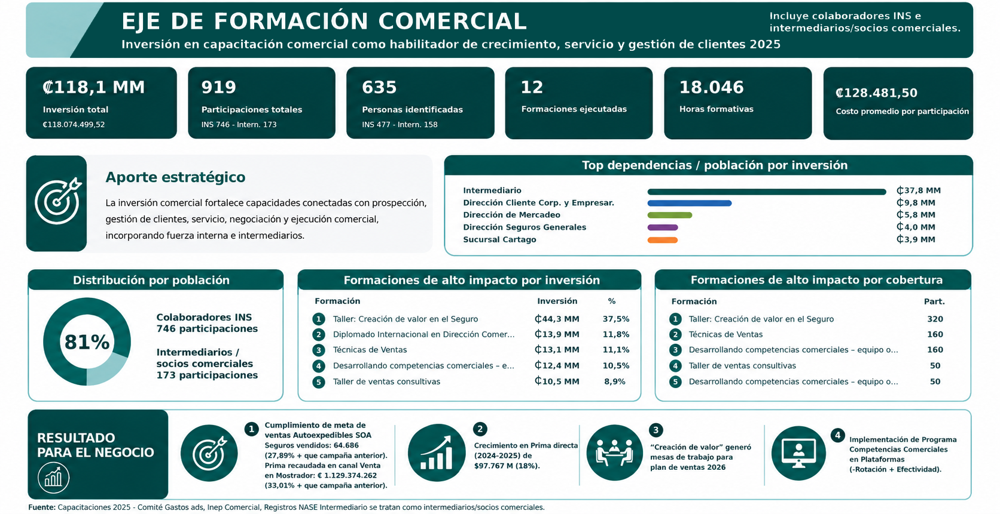 EJE DE FORMACIÓN COMERCIAL
Inversión en capacitación comercial como habilitador de crecimiento, servicio y gestión de clientes 2025
Incluye colaboradores INS e
intermediarios/socios comerciales.
₡118,1 MM
Inversión total
₡118.074.499,52
919
Participaciones totales
INS 746 - Intern. 173
635
Personas identificadas
INS 477 - Intern. 158
12
Formaciones ejecutadas
18.046
Horas formativas
₡128.481,50
Costo promedio por participación
Aporte estratégico
La inversión comercial fortalece capacidades conectadas con prospección,
gestión de clientes, servicio, negociación y ejecución comercial,
incorporando fuerza interna e intermediarios.
Top dependencias / población por inversión
Intermediario ₡37,8 MM
Dirección Cliente Corp. y Empresar. ₡9,8 MM
Dirección de Mercadeo ₡5,8 MM
Dirección Seguros Generales ₡4,0 MM
Sucursal Cartago ₡3,9 MM
Distribución por población
81%
Colaboradores INS
746 participaciones
Intermediarios /
socios comerciales
173 participaciones
Formaciones de alto impacto por inversión
Formación Inversión %
1 Taller: Creación de valor en el Seguro ₡44,3 MM 37,5%
2 Diplomado Internacional en Dirección Comer... ₡13,9 MM 11,8%
3 Técnicas de Ventas ₡13,1 MM 11,1%
4 Desarrollando competencias comerciales – e... ₡12,4 MM 10,5%
5 Taller de ventas consultivas ₡10,5 MM 8,9%
Formaciones de alto impacto por cobertura
Formación Part.
1 Taller: Creación de valor en el Seguro 320
2 Técnicas de Ventas 160
3 Desarrollando competencias comerciales – equipo o... 160
4 Taller de ventas consultivas 50
5 Desarrollando competencias comerciales – equipo o... 50
RESULTADO
PARA EL NEGOCIO
1
Cumplimiento de meta de
ventas Autoexpedibles SOA
Seguros vendidos: 64.686
(27,89% + que campaña anterior).
Prima recaudada en canal Venta
en Mostrador: ₡ 1.129.374.262
(33,01% + que campaña anterior).
2
Crecimiento en Prima directa
(2024-2025) de
$97.767 M (18%).
3
“Creación de valor” generó
mesas de trabajo para
plan de ventas 2026
4
Implementación de Programa
Competencias Comerciales
en Plataformas
(-Rotación + Efectividad).
Fuente: Capacitaciones 2025 - Comité Gastos ads, Inep Comercial, Registros NASE Intermediario se tratan como intermediarios/socios comerciales.